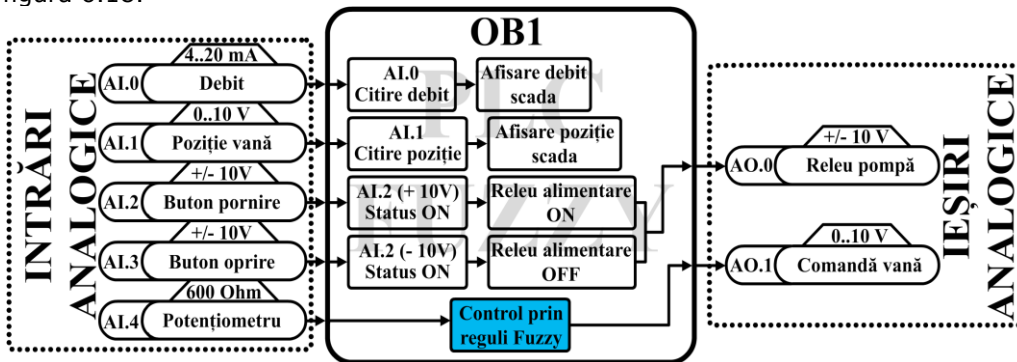 OB1
PLC
FUZZY
INTRĂRI
ANALOGICE
4..20 mA
AI.0 Debit
0..10 V
AI.1 Poziție vană
+/- 10V
AI.2 Buton pornire
+/- 10V
AI.3 Buton oprire
600 Ohm
AI.4 Potențiometru
AI.0
Citire debit
Afisare debit
scada
AI.1
Citire poziție
Afisare poziție
scada
AI.2 (+ 10V)
Status ON
Releu alimentare
ON
AI.2 (- 10V)
Status ON
Releu alimentare
OFF
Control prin
reguli Fuzzy
+/- 10 V
AO.0 Releu pompă
0..10 V
AO.1 Comandă vană
IEȘIRI
ANALOGICE